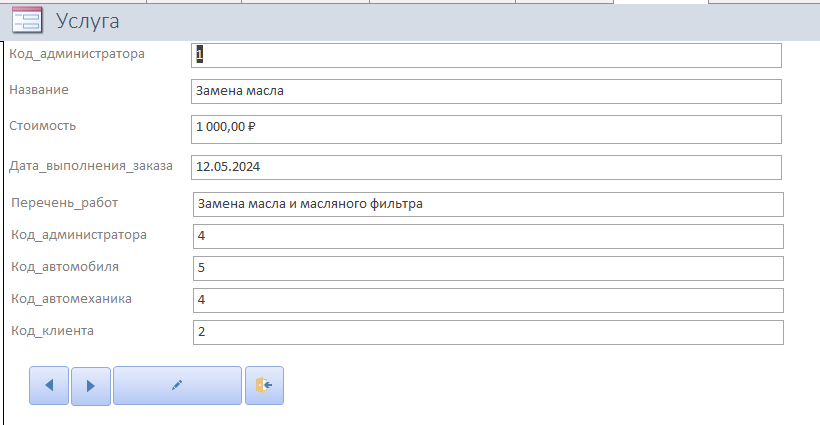 Услуга
Код_администратора 1
Название Замена масла
Стоимость 1 000,00 ₽
Дата_выполнения_заказа 12.05.2024
Перечень_работ Замена масла и масляного фильтра
Код_администратора 4
Код_автомобиля 5
Код_автомеханика 4
Код_клиента 2